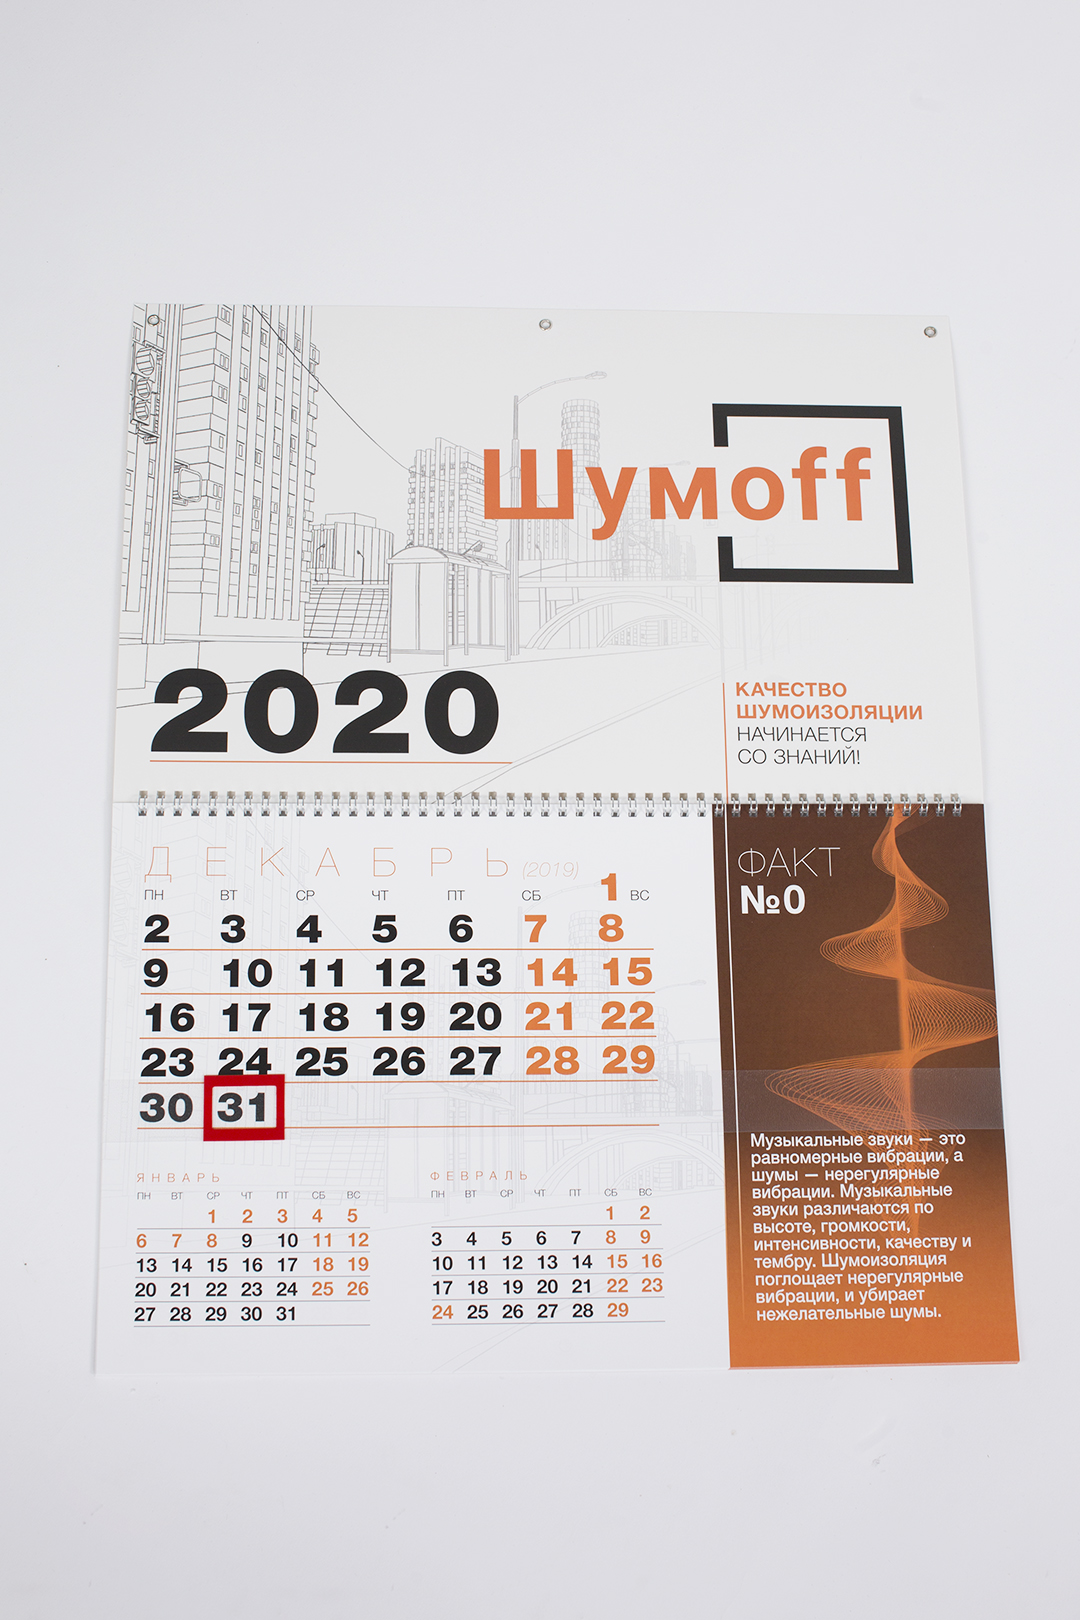 Шумоff
2020
КАЧЕСТВО
ШУМОИЗОЛЯЦИИ
НАЧИНАЕТСЯ
СО ЗНАНИЙ!
ДЕКАБРЬ (2019)
ПН ВТ СР ЧТ ПТ СБ ВС
1
2 3 4 5 6 7 8
9 10 11 12 13 14 15
16 17 18 19 20 21 22
23 24 25 26 27 28 29
30 31
ЯНВАРЬ
ПН ВТ СР ЧТ ПТ СБ ВС
1 2 3 4 5
6 7 8 9 10 11 12
13 14 15 16 17 18 19
20 21 22 23 24 25 26
27 28 29 30 31
ФЕВРАЛЬ
ПН ВТ СР ЧТ ПТ СБ ВС
1 2
3 4 5 6 7 8 9
10 11 12 13 14 15 16
17 18 19 20 21 22 23
24 25 26 27 28 29
ФАКТ
№0
Музыкальные звуки — это
равномерные вибрации, а
шумы — нерегулярные
вибрации. Музыкальные
звуки различаются по
высоте, громкости,
интенсивности, качеству и
тембру. Шумоизоляция
поглощает нерегулярные
вибрации, и убирает
нежелательные шумы.